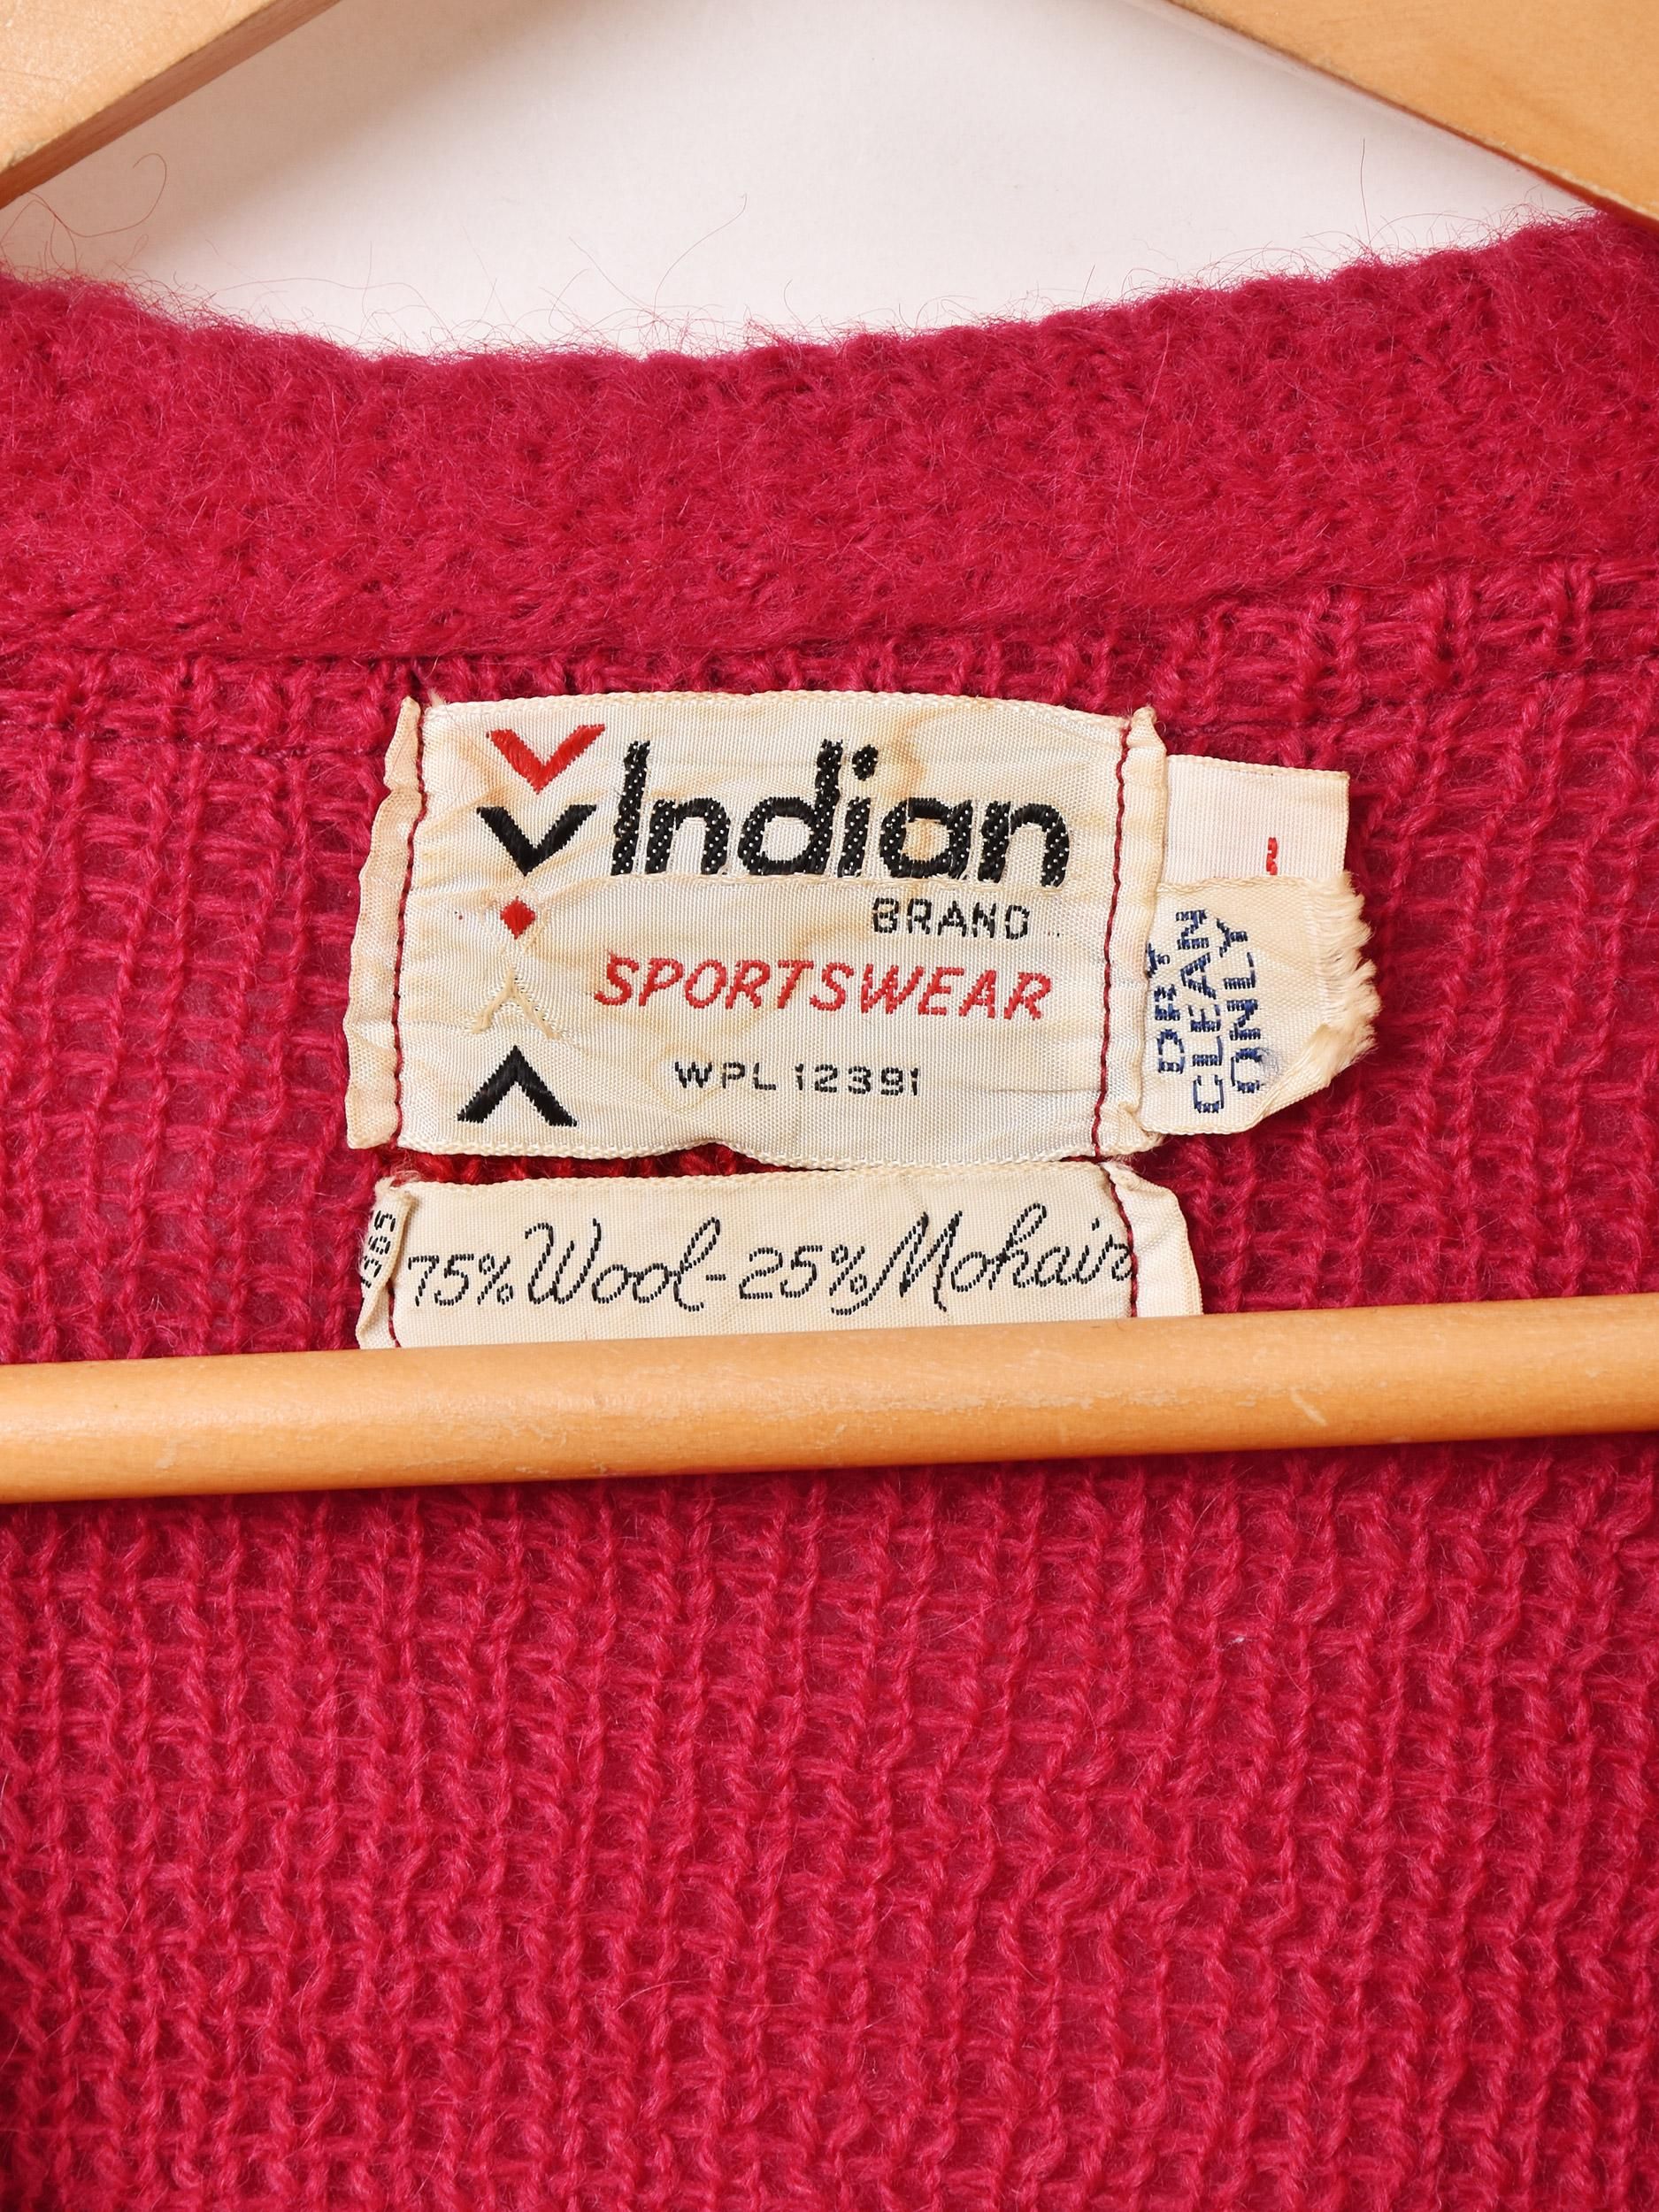 Indian
BRAND
SPORTSWEAR
WPL 12391
DRY
CLEAN
ONLY
75% Wool-25% Mohair